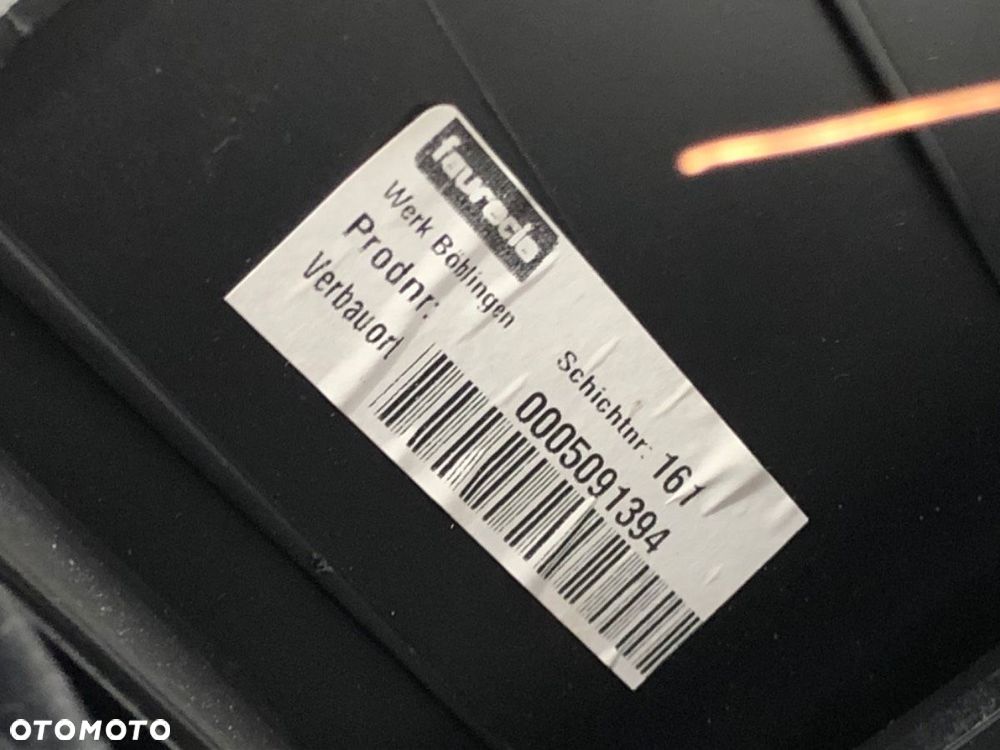 faurecia
Werk Böblingen
Schichtnr: 161
Prodnr: 0005091394
Verbauort
OTOMOTO